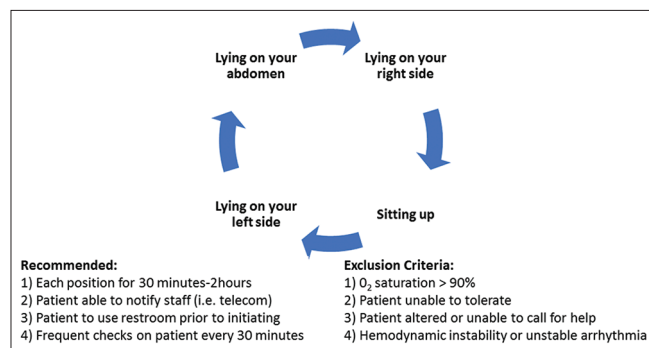 Lying on your
abdomen
Lying on your
right side
Sitting up
Lying on your
left side
Recommended:
1) Each position for 30 minutes-2hours
2) Patient able to notify staff (i.e. telecom)
3) Patient to use restroom prior to initiating
4) Frequent checks on patient every 30 minutes
Exclusion Criteria:
1) O₂ saturation > 90%
2) Patient unable to tolerate
3) Patient altered or unable to call for help
4) Hemodynamic instability or unstable arrhythmia